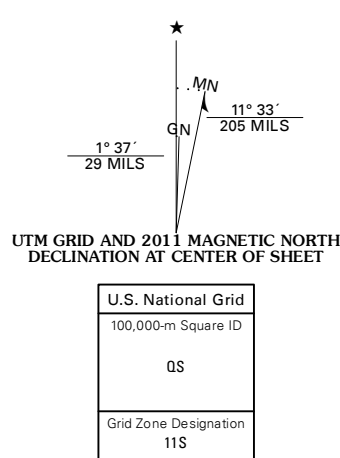 ★
MN
11° 33´
205 MILS
GN
1° 37´
29 MILS
UTM GRID AND 2011 MAGNETIC NORTH
DECLINATION AT CENTER OF SHEET
U.S. National Grid
100,000-m Square ID
QS
Grid Zone Designation
11S